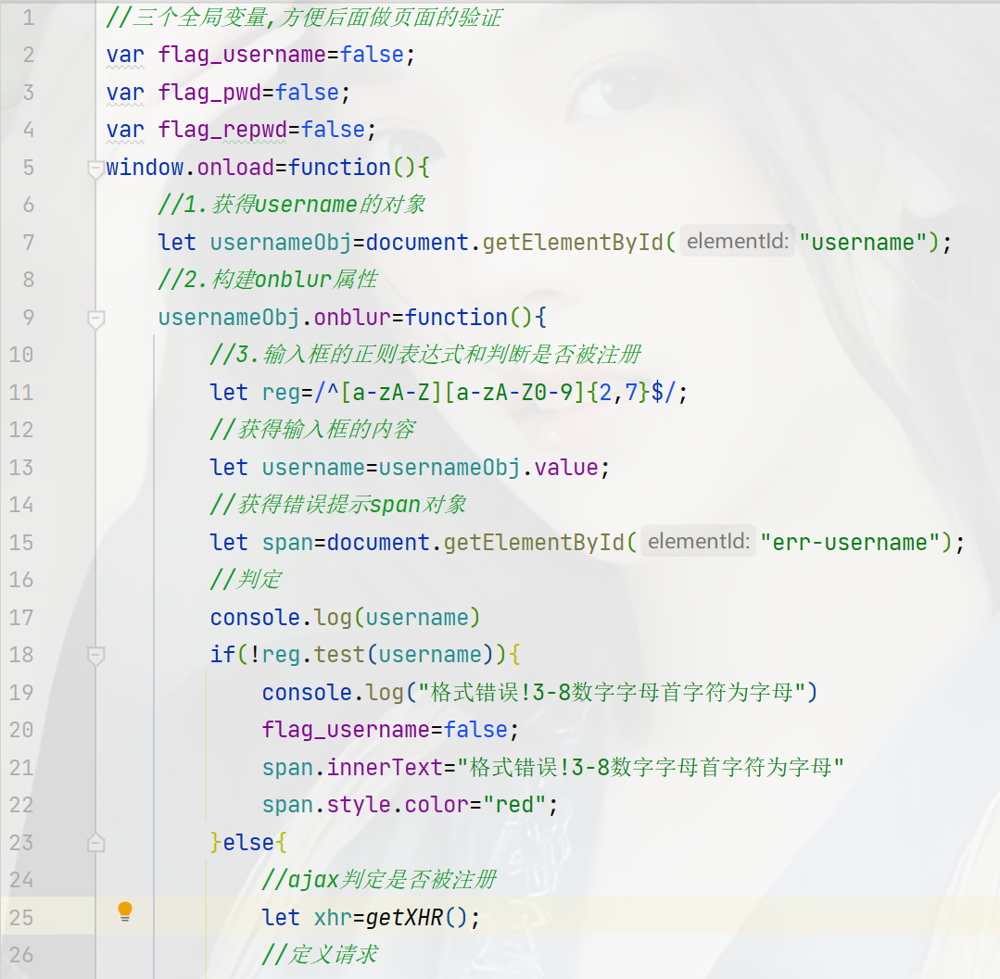 1 //三个全局变量,方便后面做页面的验证
2 var flag_username=false;
3 var flag_pwd=false;
4 var flag_repwd=false;
5 window.onload=function(){
6 //1.获得username的对象
7 let usernameObj=document.getElementById( elementId: "username");
8 //2.构建onblur属性
9 usernameObj.onblur=function(){
10 //3.输入框的正则表达式和判断是否被注册
11 let reg=/^[a-zA-Z][a-zA-Z0-9]{2,7}$/;
12 //获得输入框的内容
13 let username=usernameObj.value;
14 //获得错误提示span对象
15 let span=document.getElementById( elementId: "err-username");
16 //判定
17 console.log(username)
18 if(!reg.test(username)){
19 console.log("格式错误!3-8数字字母首字符为字母")
20 flag_username=false;
21 span.innerText="格式错误!3-8数字字母首字符为字母"
22 span.style.color="red";
23 }else{
24 //ajax判定是否被注册
25 let xhr=getXHR();
26 //定义请求